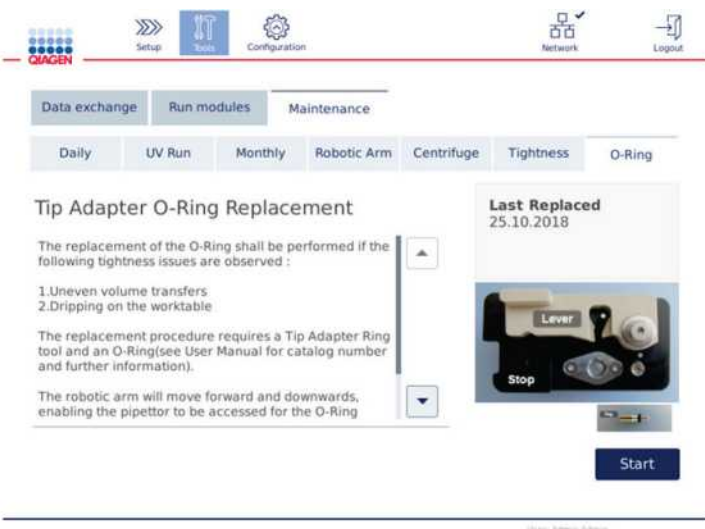 QIAGEN
Setup
Tools
Configuration
Network
Logout
Data exchange
Run modules
Maintenance
Daily
UV Run
Monthly
Robotic Arm
Centrifuge
Tightness
O-Ring
Tip Adapter O-Ring Replacement
The replacement of the O-Ring shall be performed if the
following tightness issues are observed :
1.Uneven volume transfers
2.Dripping on the worktable
The replacement procedure requires a Tip Adapter Ring
tool and an O-Ring(see User Manual for catalog number
and further information).
The robotic arm will move forward and downwards,
enabling the pipettor to be accessed for the O-Ring
Last Replaced
25.10.2018
Lever
Stop
Start